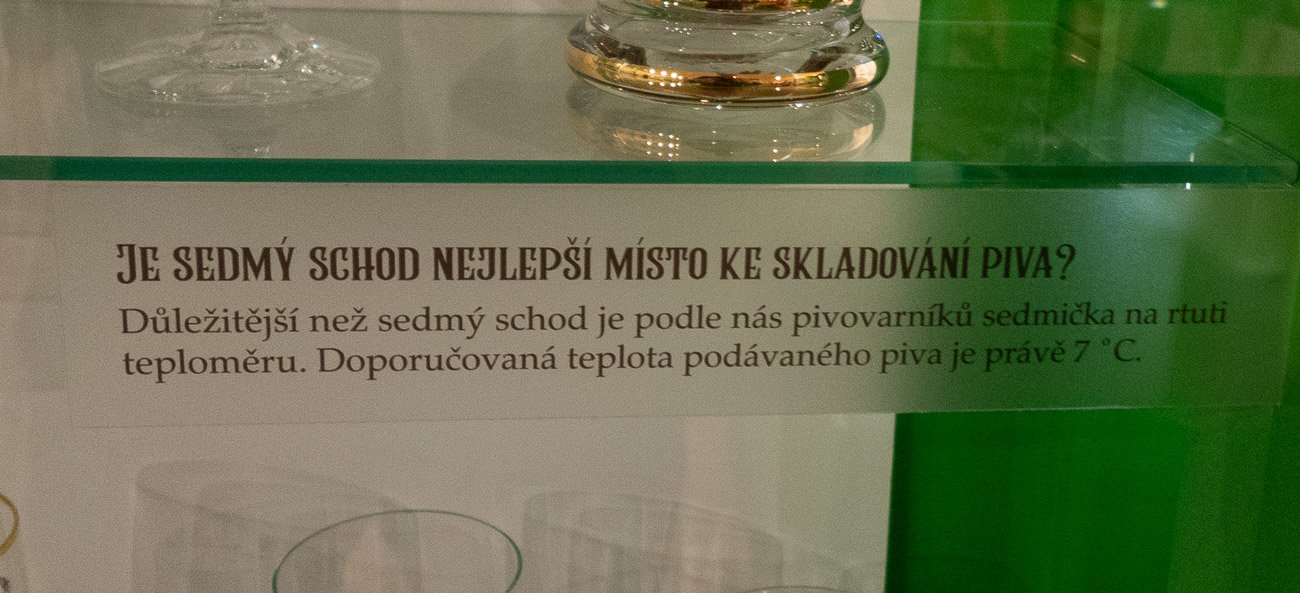 JE SEDMÝ SCHOD NEJLEPŠÍ MÍSTO KE SKLADOVÁNÍ PIVA?
Důležitější než sedmý schod je podle nás pivovarníků sedmička na rtuti
teploměru. Doporučovaná teplota podávaného piva je právě 7 °C.